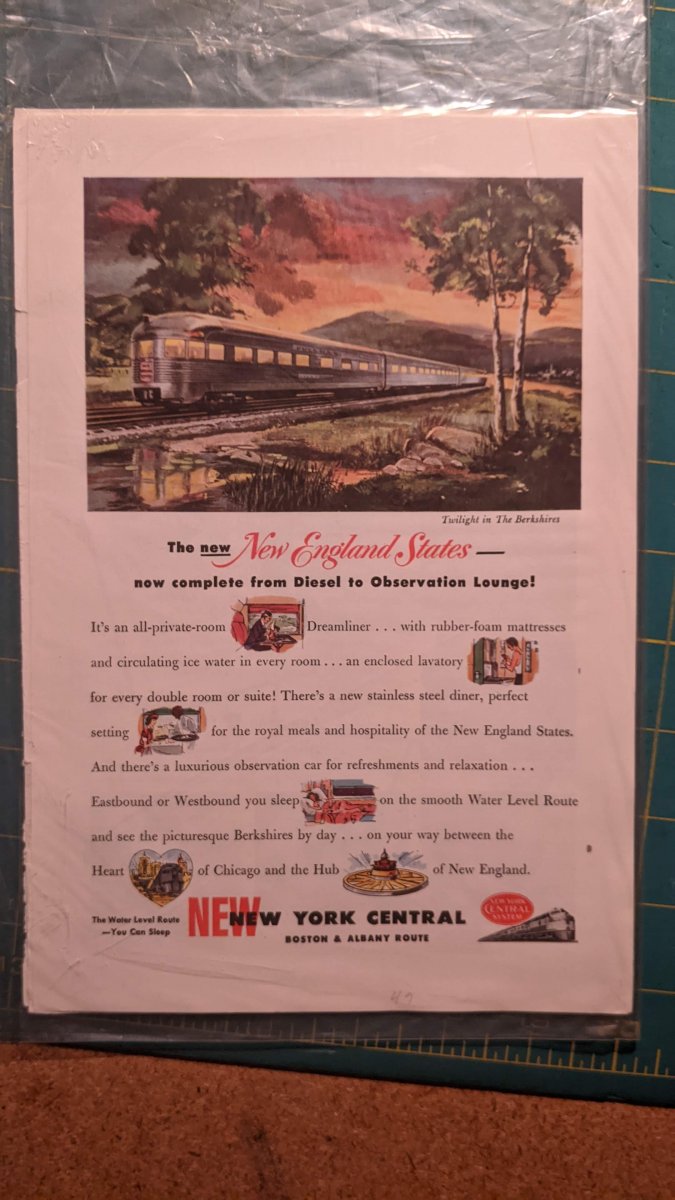 Twilight in The Berkshires
The new New England States —
now complete from Diesel to Observation Lounge!
It's an all-private-room Dreamliner . . . with rubber-foam mattresses
and circulating ice water in every room . . . an enclosed lavatory
for every double room or suite! There's a new stainless steel diner, perfect
setting for the royal meals and hospitality of the New England States.
And there's a luxurious observation car for refreshments and relaxation . . .
Eastbound or Westbound you sleep on the smooth Water Level Route
and see the picturesque Berkshires by day . . . on your way between the
Heart of Chicago and the Hub of New England.
The Water Level Route
—You Can Sleep
NEW NEW YORK CENTRAL
BOSTON & ALBANY ROUTE
NEW YORK
CENTRAL
SYSTEM